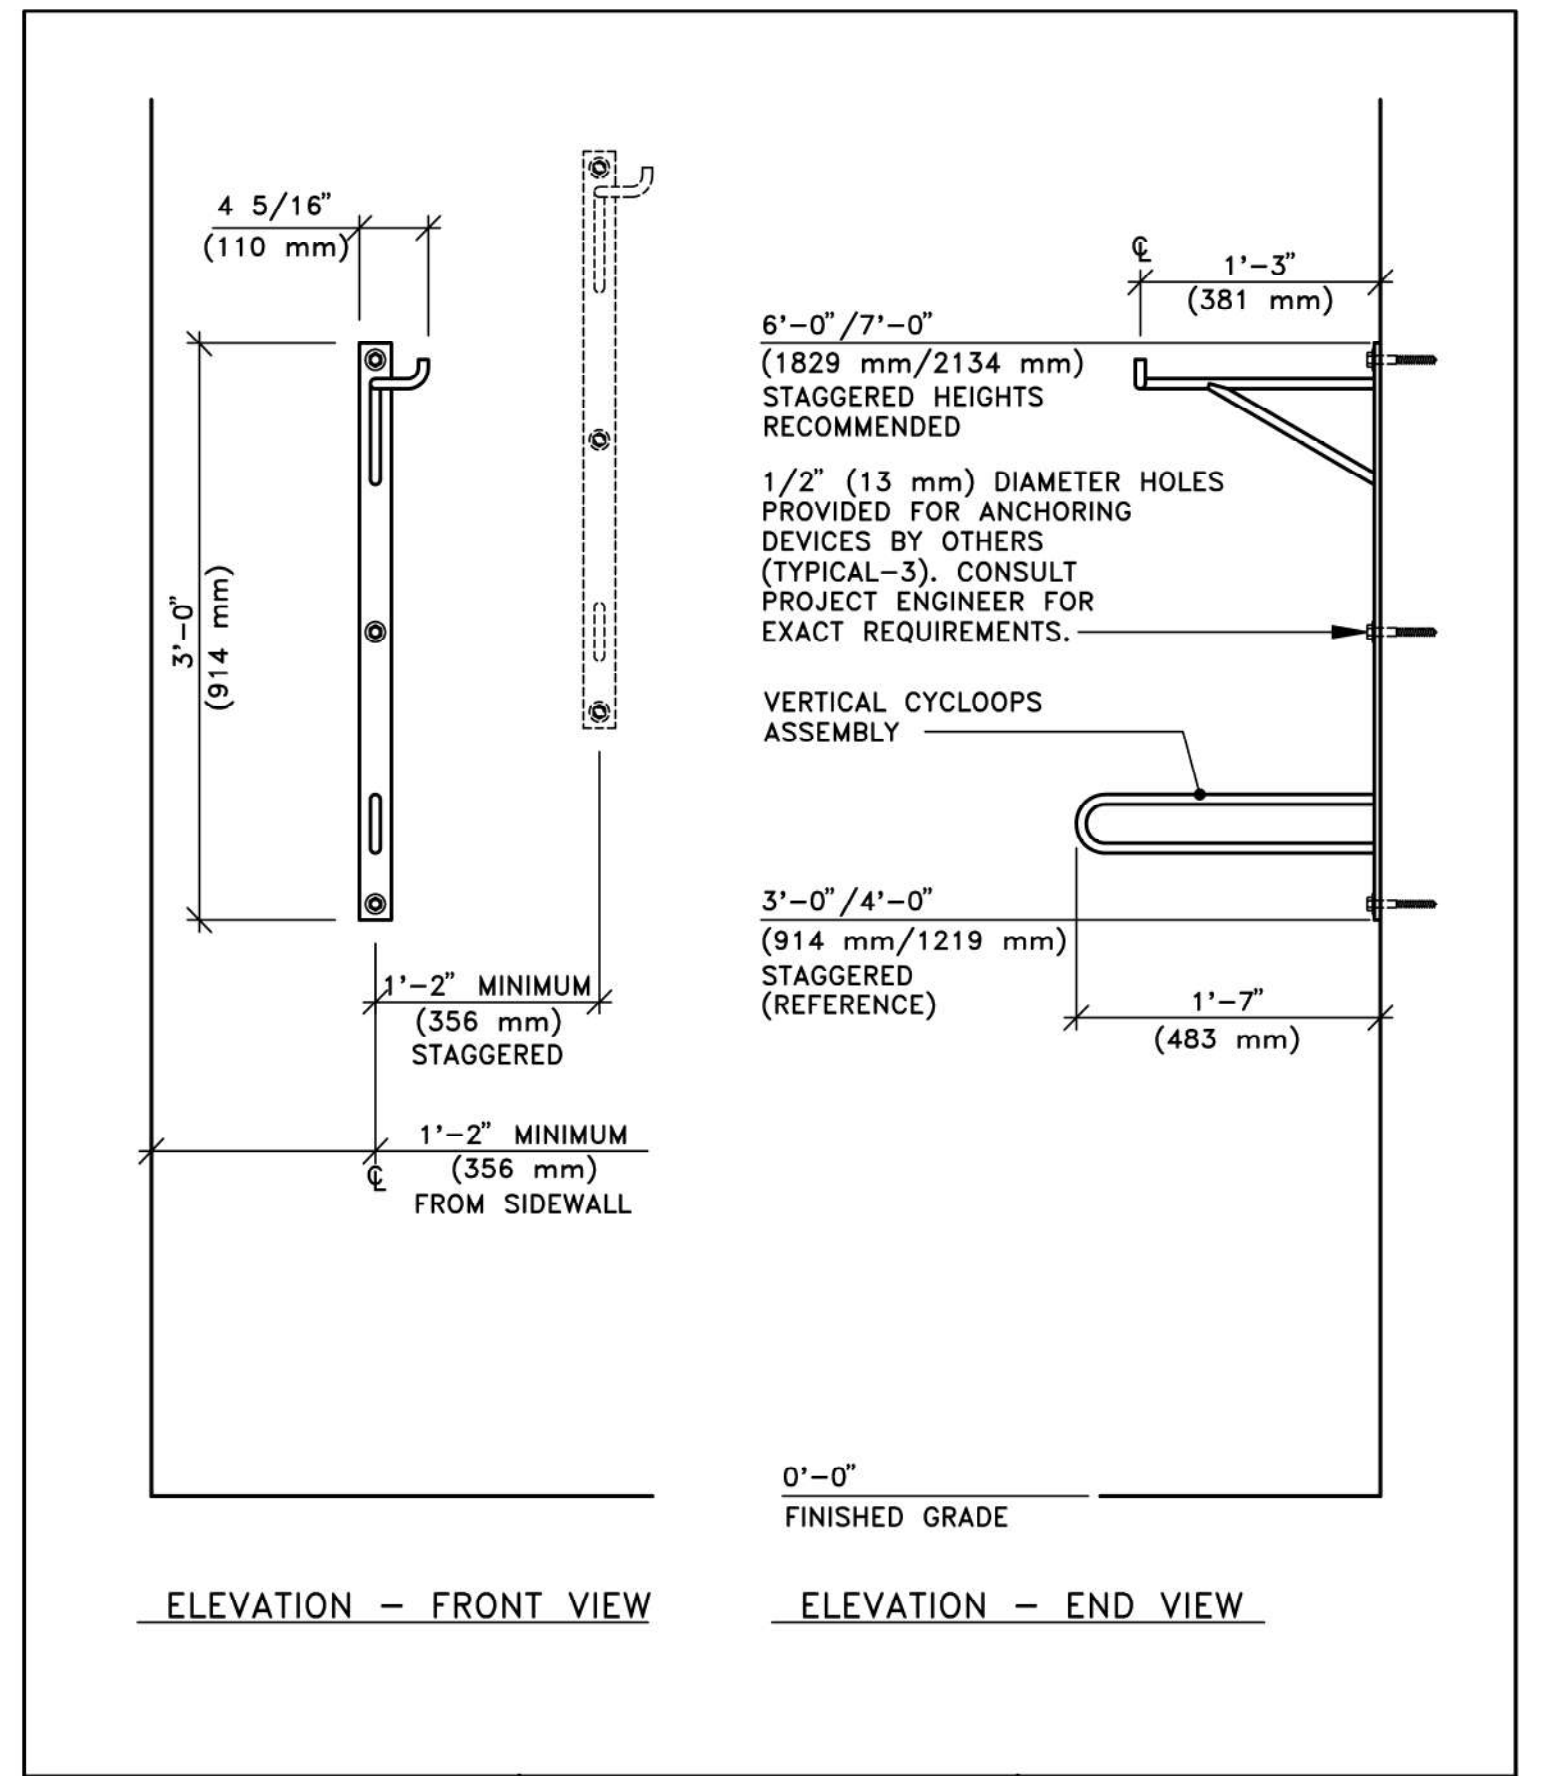 4 5/16"
(110 mm)
3'-0"
(914 mm)
1'-2" MINIMUM
(356 mm)
STAGGERED
1'-2" MINIMUM
(356 mm)
FROM SIDEWALL
℄
℄
1'-3"
(381 mm)
6'-0"/7'-0"
(1829 mm/2134 mm)
STAGGERED HEIGHTS
RECOMMENDED
1/2" (13 mm) DIAMETER HOLES
PROVIDED FOR ANCHORING
DEVICES BY OTHERS
(TYPICAL-3). CONSULT
PROJECT ENGINEER FOR
EXACT REQUIREMENTS.
VERTICAL CYCLOOPS
ASSEMBLY
3'-0"/4'-0"
(914 mm/1219 mm)
STAGGERED
(REFERENCE)
1'-7"
(483 mm)
0'-0"
FINISHED GRADE
ELEVATION - FRONT VIEW
ELEVATION - END VIEW